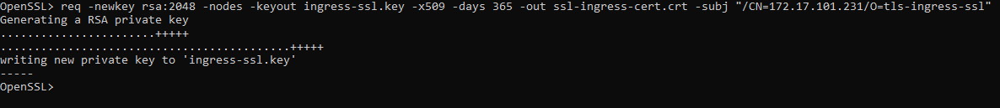 OpenSSL> req -newkey rsa:2048 -nodes -keyout ingress-ssl.key -x509 -days 365 -out ssl-ingress-cert.crt -subj "/CN=172.17.101.231/O=tls-ingress-ssl"
Generating a RSA private key
.......................+++++
...........................................+++++
writing new private key to 'ingress-ssl.key'
-----
OpenSSL>